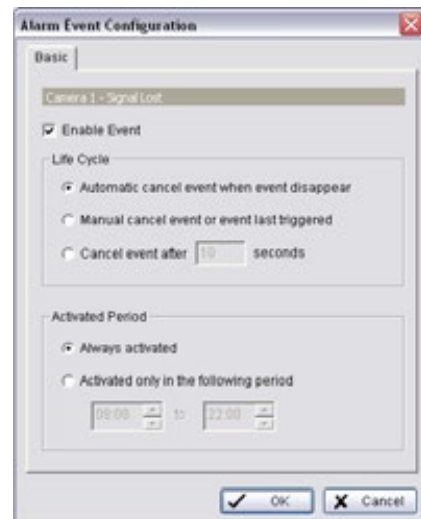 Alarm Event Configuration
Basic
Camera 1 - Signal Lost
Enable Event
Life Cycle
Automatic cancel event when event disappear
Manual cancel event or event last triggered
Cancel event after 10 seconds
Activated Period
Always activated
Activated only in the following period
09:00 to 22:00
OK Cancel